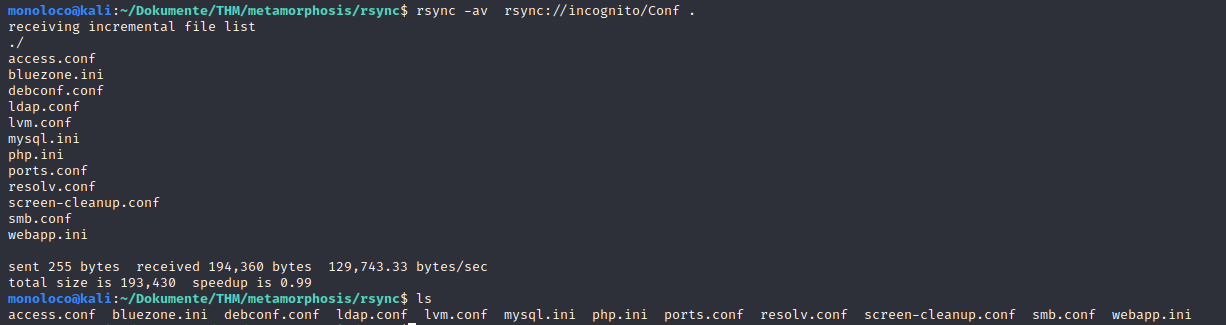 monoloco@kali:~/Dokumente/THM/metamorphosis/rsync$ rsync -av  rsync://incognito/Conf .
receiving incremental file list
./
access.conf
bluezone.ini
debconf.conf
ldap.conf
lvm.conf
mysql.ini
php.ini
ports.conf
resolv.conf
screen-cleanup.conf
smb.conf
webapp.ini
sent 255 bytes  received 194,360 bytes  129,743.33 bytes/sec
total size is 193,430  speedup is 0.99
monoloco@kali:~/Dokumente/THM/metamorphosis/rsync$ ls
access.conf  bluezone.ini  debconf.conf  ldap.conf  lvm.conf  mysql.ini  php.ini  ports.conf  resolv.conf  screen-cleanup.conf  smb.conf  webapp.ini